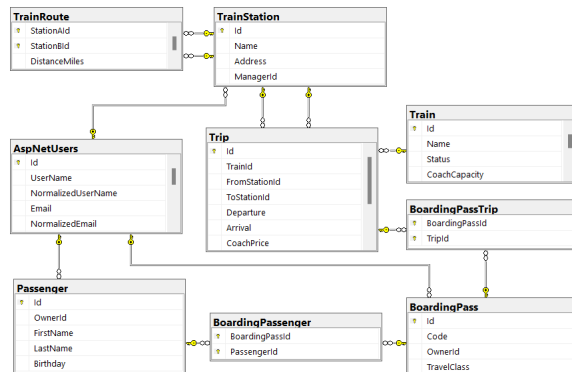 TrainRoute
StationAId
StationBId
DistanceMiles
TrainStation
Id
Name
Address
ManagerId
Train
Id
Name
Status
CoachCapacity
AspNetUsers
Id
UserName
NormalizedUserName
Email
NormalizedEmail
Trip
Id
TrainId
FromStationId
ToStationId
Departure
Arrival
CoachPrice
BoardingPassTrip
BoardingPassId
TripId
Passenger
Id
OwnerId
FirstName
LastName
Birthday
BoardingPassenger
BoardingPassId
PassengerId
BoardingPass
Id
Code
OwnerId
TravelClass